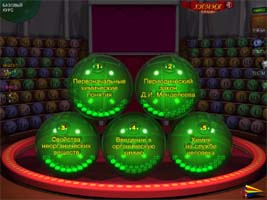 БАЗОВЫЙ
КУРС
ХИМИЯ
-1-
Первоначальные
химические
понятия
-2-
Периодический
закон
Д.И. Менделеева
-3-
Свойства
неорганических
веществ
-4-
Введение в
органическую
химию
-5-
Химия
на службе
человека